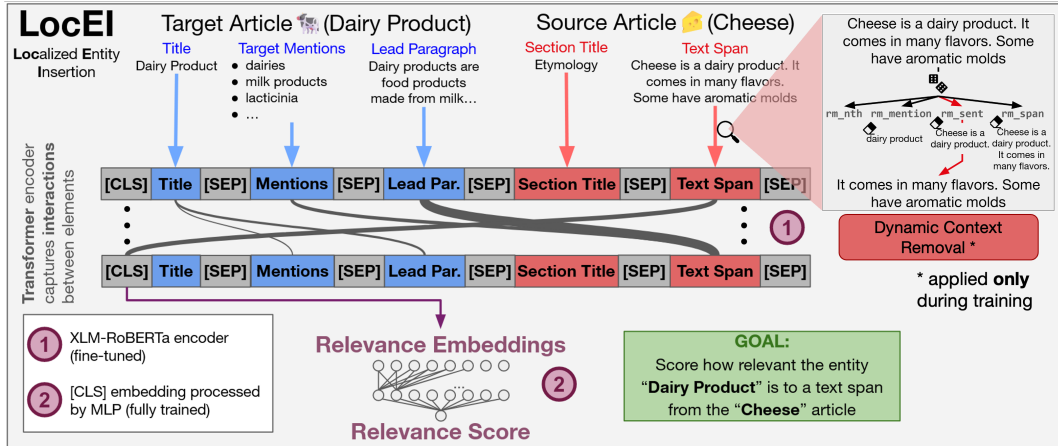 LocEI
Localized Entity
Insertion
Target Article 🐄 (Dairy Product)
Title
Dairy Product
Target Mentions
• dairies
• milk products
• lacticinia
• ...
Lead Paragraph
Dairy products are
food products
made from milk...
Source Article 🧀 (Cheese)
Section Title
Etymology
Text Span
Cheese is a dairy product. It
comes in many flavors.
Some have aromatic molds
Cheese is a dairy product. It
comes in many flavors. Some
have aromatic molds
rm_nth rm_mention rm_sent rm_span
dairy product
Cheese is a
dairy product.
Cheese is a
dairy product.
It comes in
many flavors.
It comes in many flavors. Some
have aromatic molds
Dynamic Context
Removal *
* applied only
during training
Transformer encoder
captures interactions
between elements
[CLS] Title [SEP] Mentions [SEP] Lead Par. [SEP] Section Title [SEP] Text Span [SEP]
1
[CLS] Title [SEP] Mentions [SEP] Lead Par. [SEP] Section Title [SEP] Text Span [SEP]
1 XLM-RoBERTa encoder
(fine-tuned)
2 [CLS] embedding processed
by MLP (fully trained)
Relevance Embeddings
...
2
Relevance Score
GOAL:
Score how relevant the entity
“Dairy Product” is to a text span
from the “Cheese” article